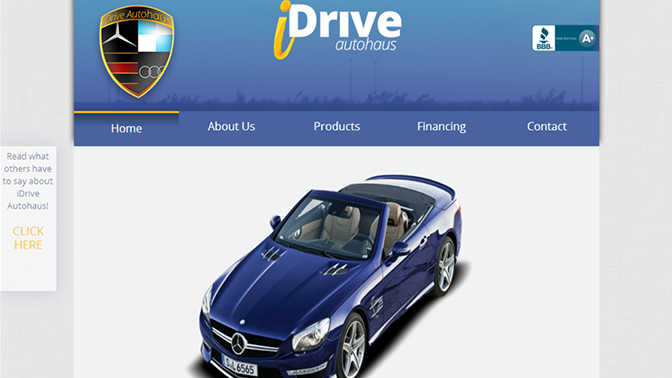 iDrive Autohaus
iDrive
autohaus
BBB
A+
Home
About Us
Products
Financing
Contact
Read what
others have
to say about
iDrive
Autohaus!
CLICK
HERE
S·L 6565